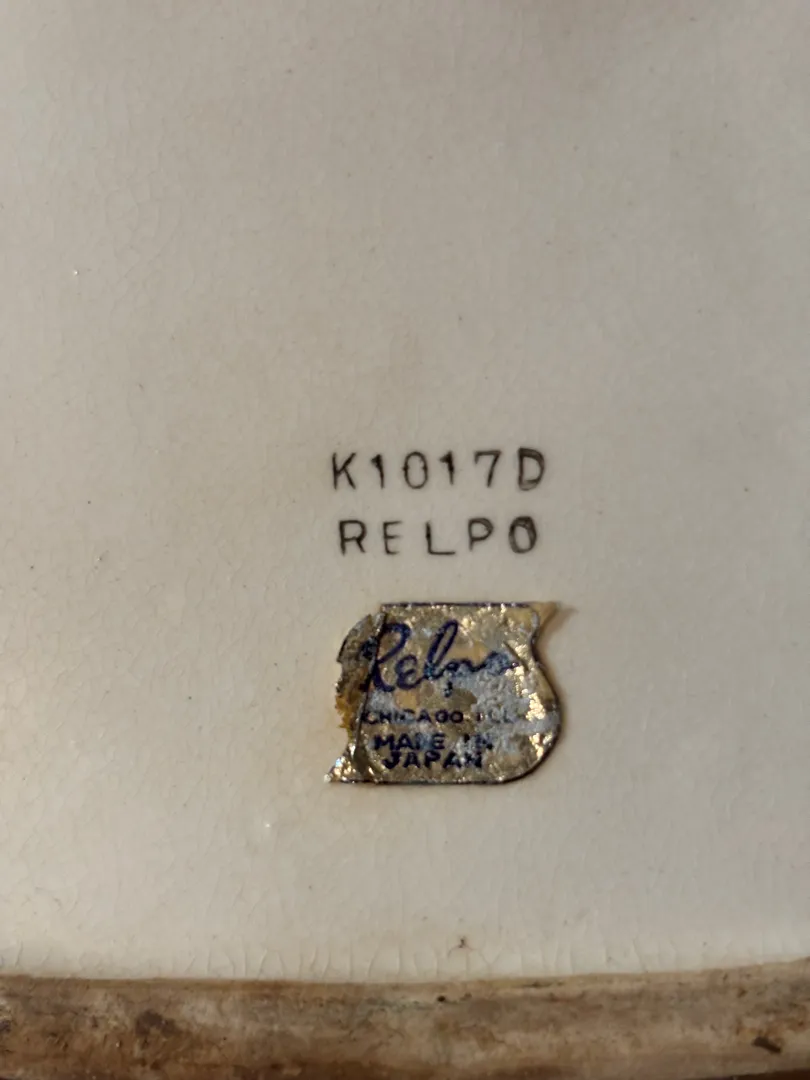 K1017D
RELPO
Relpo
CHICAGO. ILL.
MADE IN
JAPAN